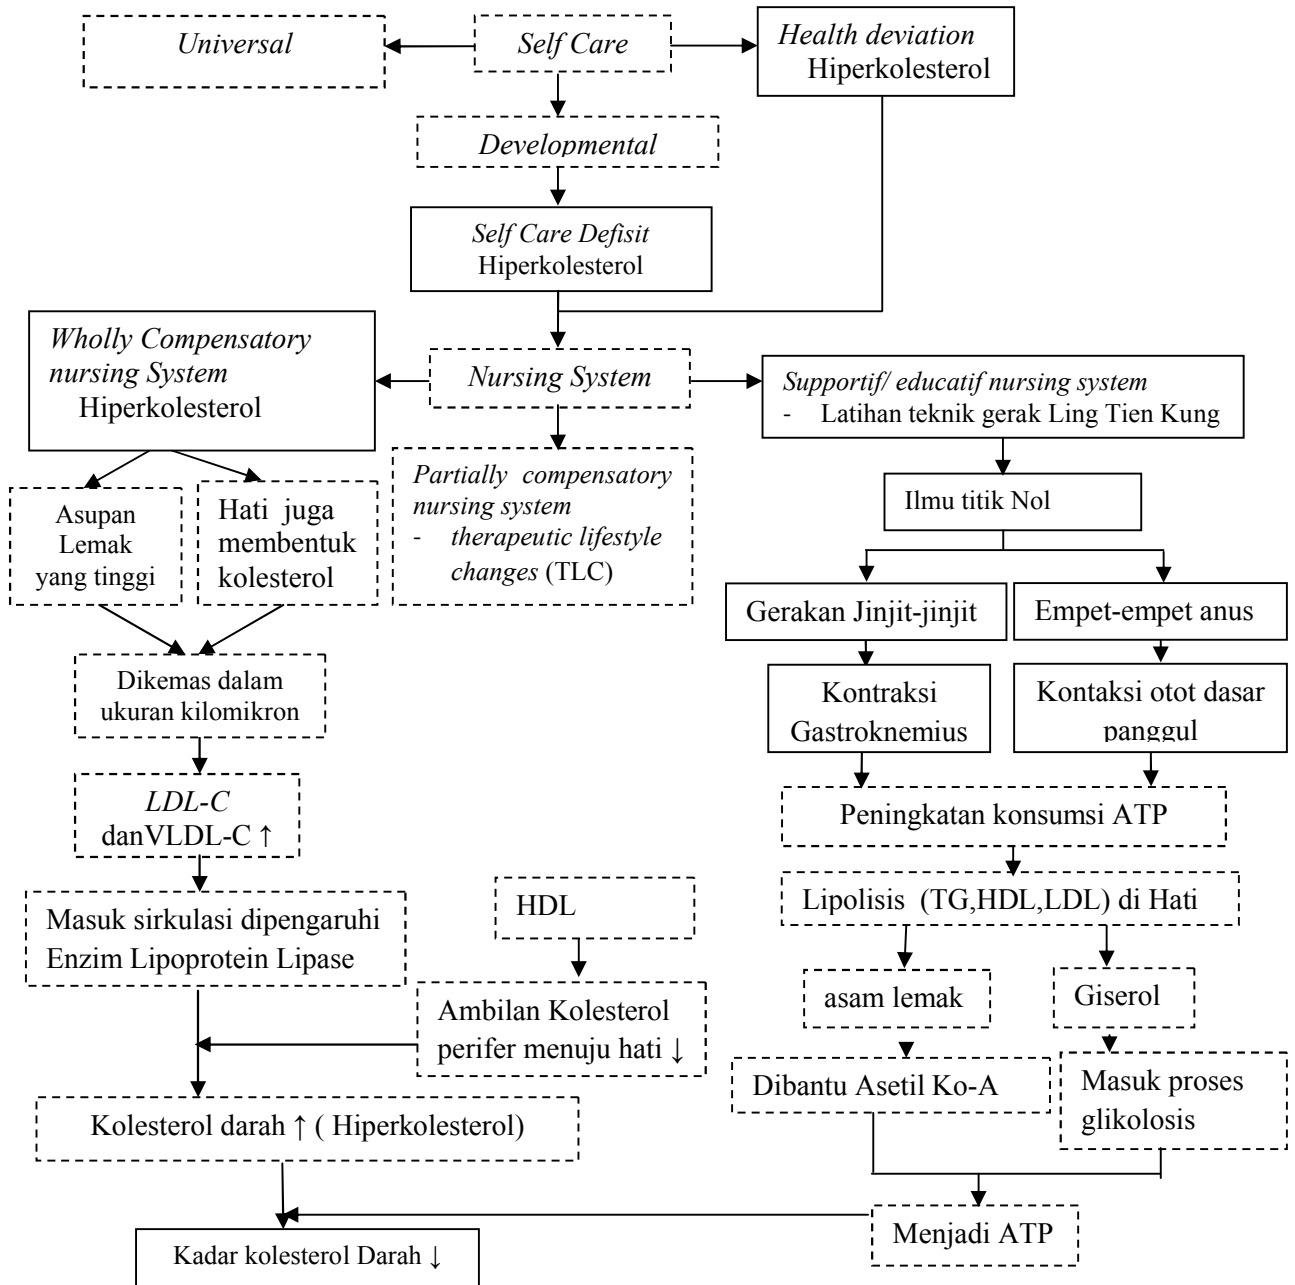 Universal
Self Care
Health deviation
Hiperkolesterol
Developmental
Self Care Defisit
Hiperkolesterol
Wholly Compensatory
nursing System
Hiperkolesterol
Nursing System
Supportif/ educatif nursing system
- Latihan teknik gerak Ling Tien Kung
Asupan
Lemak
yang tinggi
Hati juga
membentuk
kolesterol
Partially compensatory
nursing system
- therapeutic lifestyle
changes (TLC)
Ilmu titik Nol
Gerakan Jinjit-jinjit
Empet-empet anus
Dikemas dalam
ukuran kilomikron
Kontraksi
Gastroknemius
Kontaksi otot dasar
panggul
LDL-C
danVLDL-C ↑
Peningkatan konsumsi ATP
Masuk sirkulasi dipengaruhi
Enzim Lipoprotein Lipase
HDL
Lipolisis (TG,HDL,LDL) di Hati
Ambilan Kolesterol
perifer menuju hati ↓
asam lemak
Giserol
Dibantu Asetil Ko-A
Masuk proses
glikolosis
Kolesterol darah ↑ ( Hiperkolesterol)
Menjadi ATP
Kadar kolesterol Darah ↓